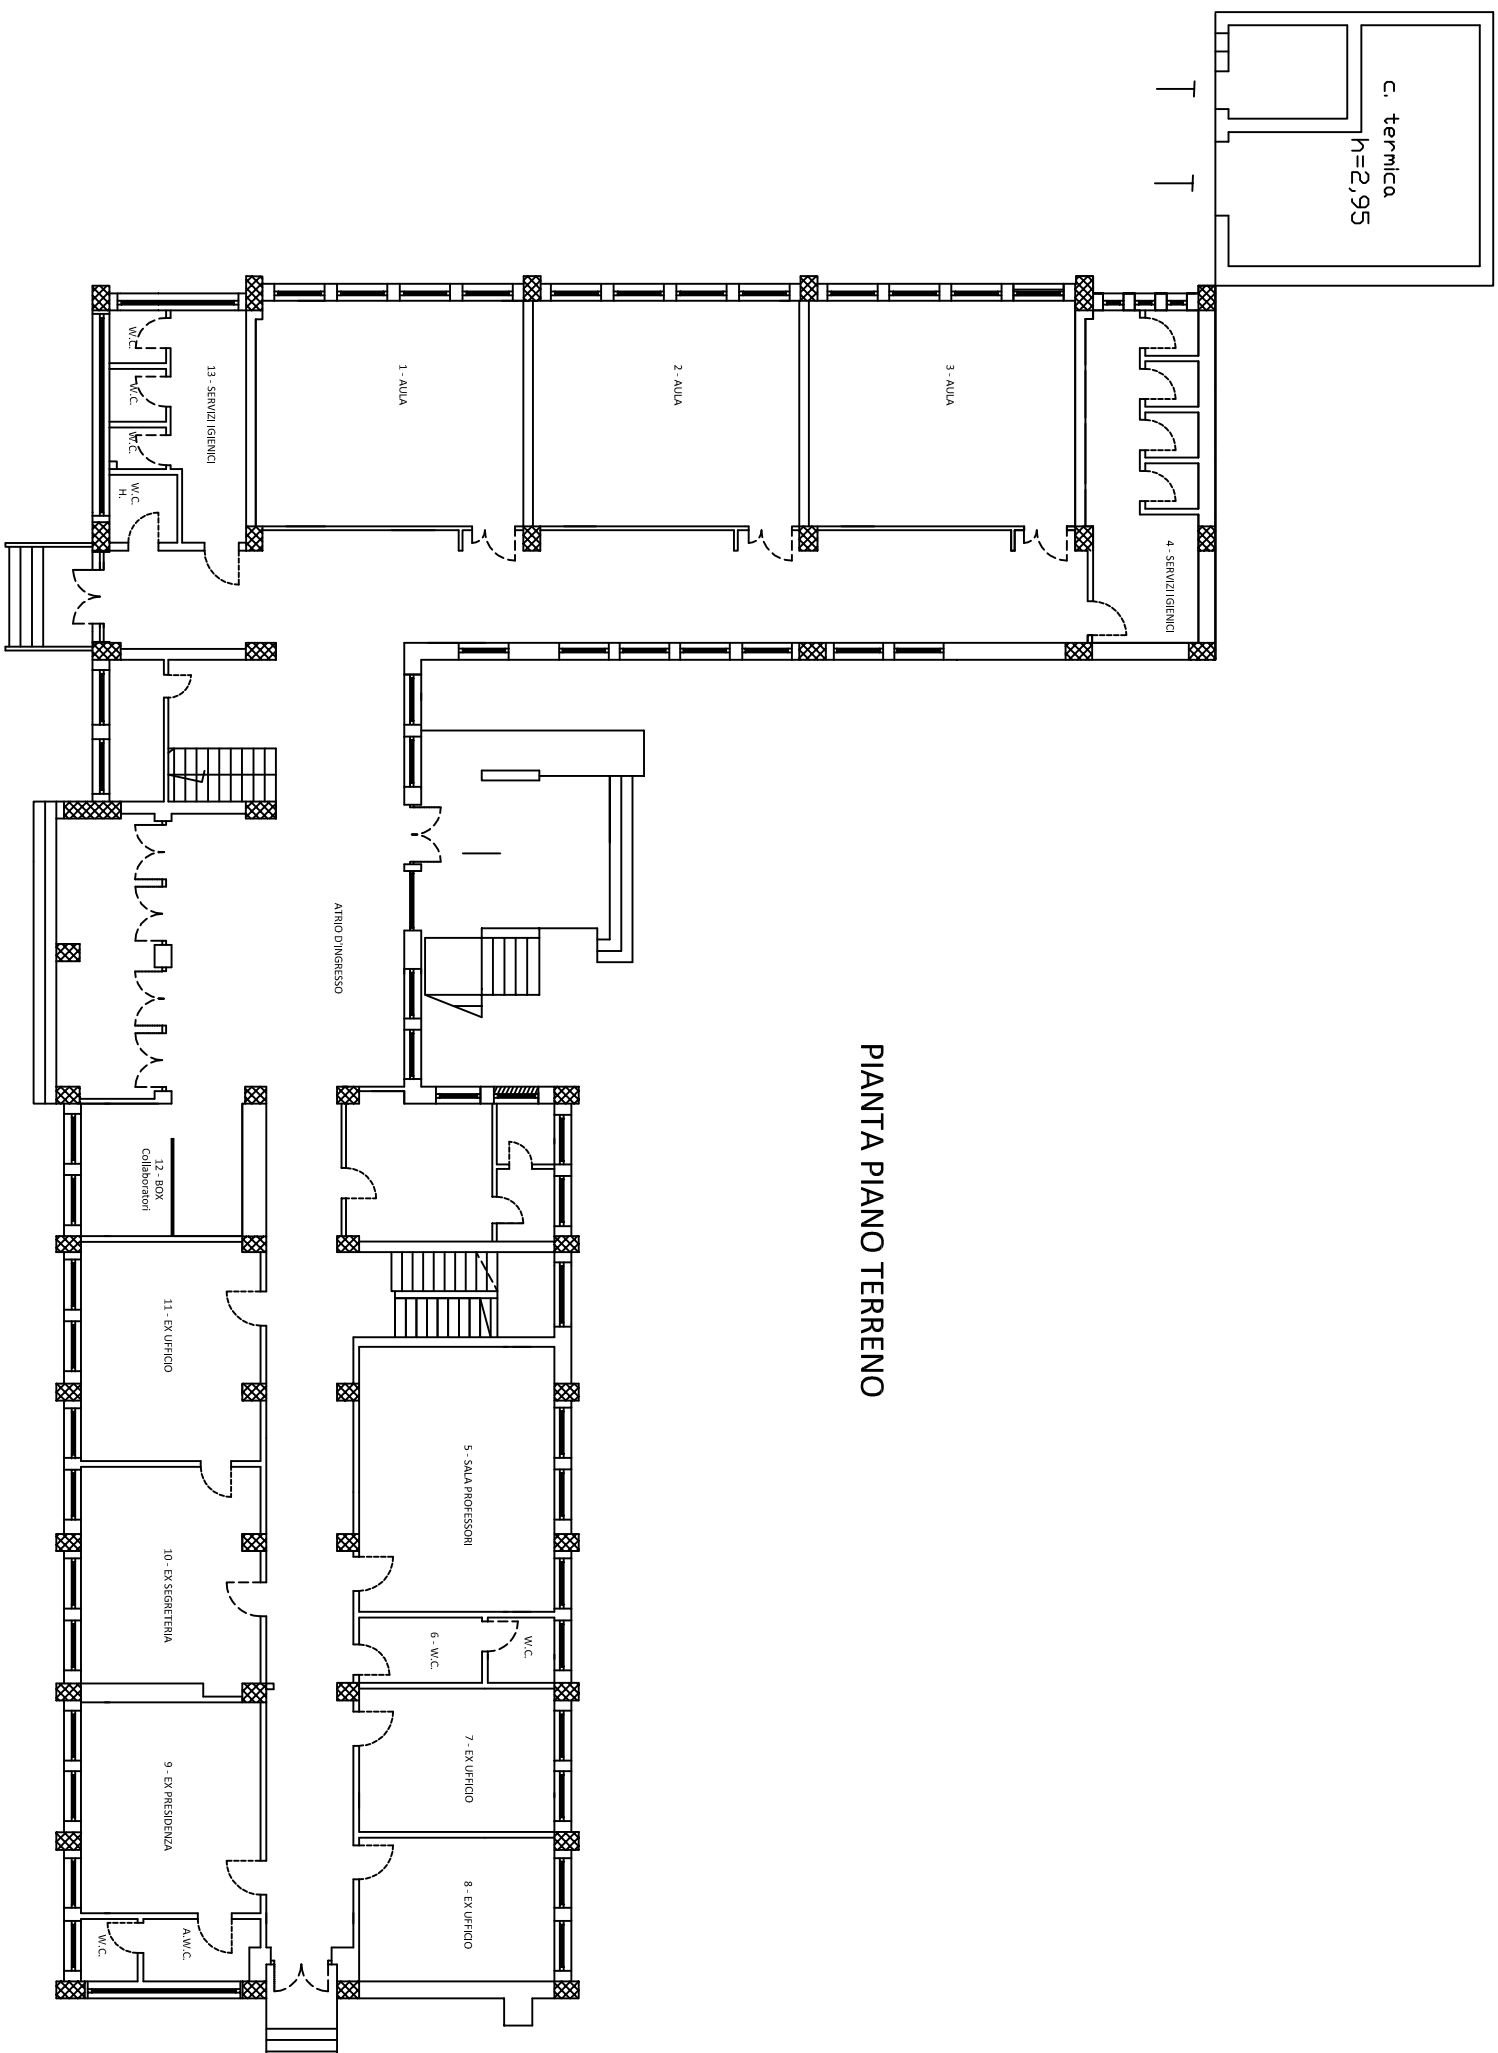 c. termica
h=2,95
W.C.
W.C.
W.C.
W.C.
H.
13 - SERVIZI IGIENICI
1 - AULA
2 - AULA
3 - AULA
4 - SERVIZI IGIENICI
ATRIO D'INGRESSO
PIANTA PIANO TERRENO
12 - BOX
Collaboratori
11 - EX UFFICIO
5 - SALA PROFESSORI
10 - EX SEGRETERIA
6 - W.C.
W.C.
7 - EX UFFICIO
9 - EX PRESIDENZA
8 - EX UFFICIO
A.W.C.
W.C.